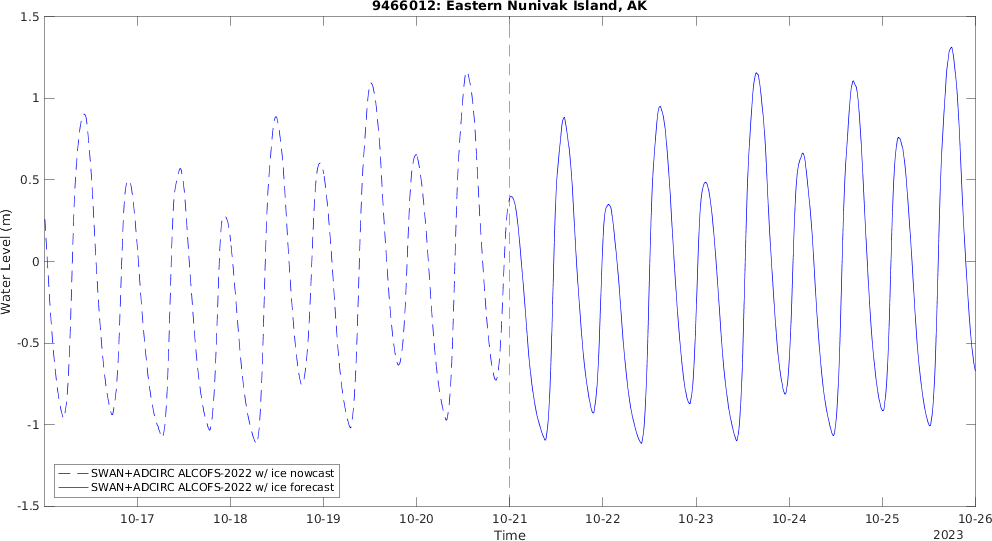 9466012: Eastern Nunivak Island, AK
1.5
1
0.5
0
-0.5
-1
-1.5
Water Level (m)
SWAN+ADCIRC ALCOFS-2022 w/ ice nowcast
SWAN+ADCIRC ALCOFS-2022 w/ ice forecast
10-17 10-18 10-19 10-20 10-21 10-22 10-23 10-24 10-25 10-26
Time
2023